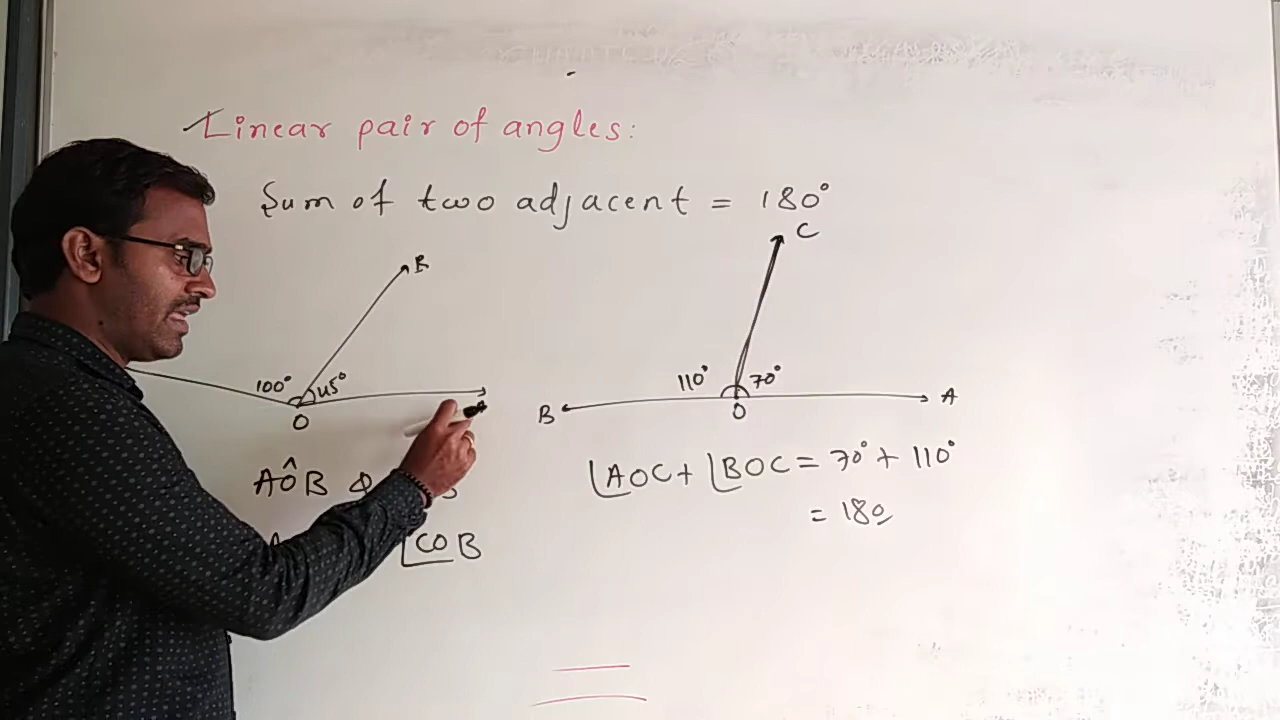 Linear pair of angles:
Sum of two adjacent = 180°
B
100° 45°
O
AÔB &
∠COB
C
110° 70°
B O A
∠AOC + ∠BOC = 70° + 110°
= 180